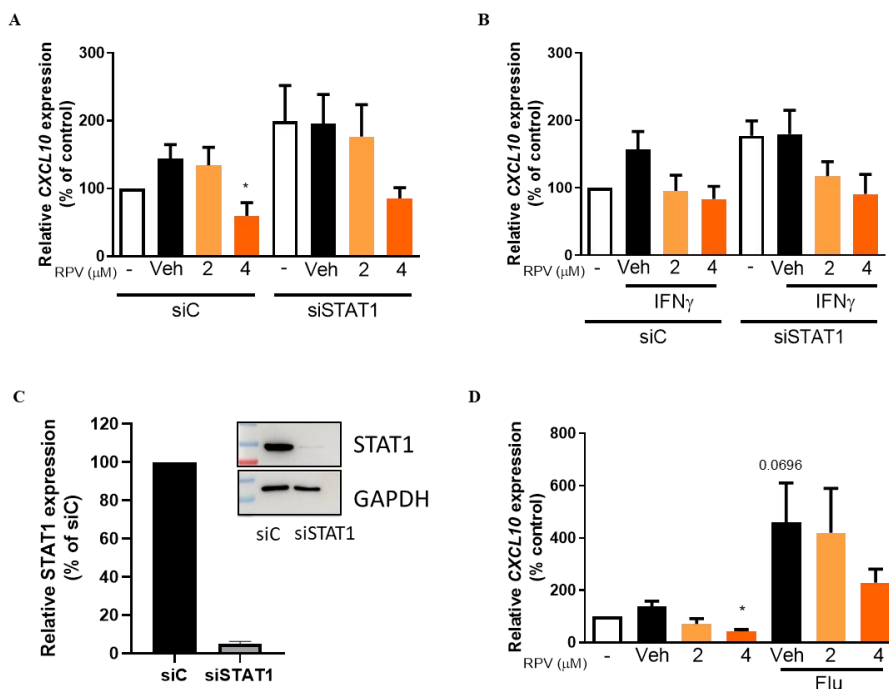 A
Relative CXCL10 expression
(% of control)
300
200
100
0
RPV (μM)
- Veh 2 4 - Veh 2 4
*
siC siSTAT1
B
Relative CXCL10 expression
(% of control)
300
200
100
0
- Veh 2 4 - Veh 2 4
RPV (μM)
IFNγ IFNγ
siC siSTAT1
C
Relative STAT1 expression
(% of siC)
120
100
80
60
40
20
0
siC siSTAT1
STAT1
GAPDH
siC siSTAT1
D
Relative CXCL10 expression
(% control)
800
600
400
200
0
0.0696
*
- Veh 2 4 Veh 2 4
RPV (μM)
Flu